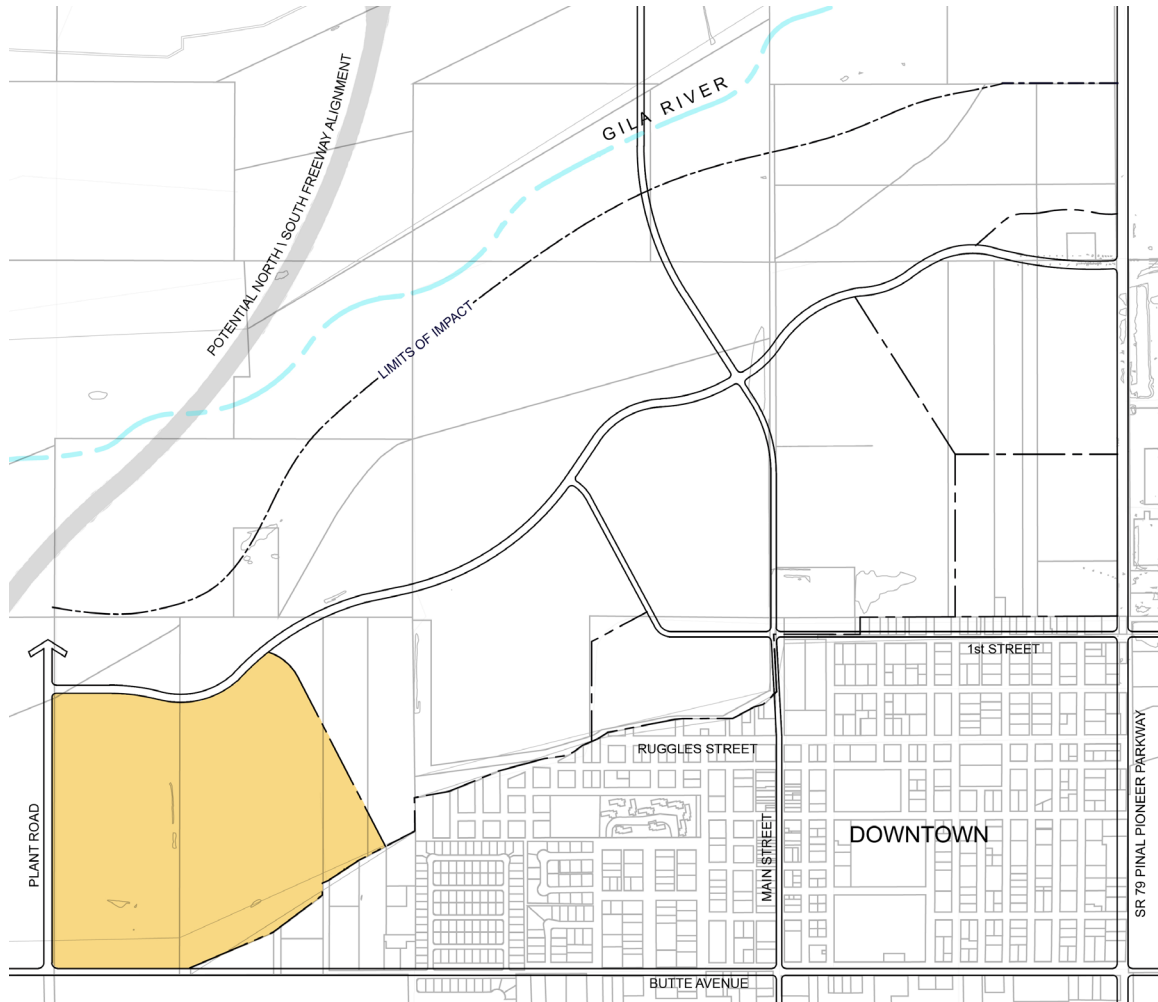 POTENTIAL NORTH \ SOUTH FREEWAY ALIGNMENT
GILA RIVER
LIMITS OF IMPACT
1st STREET
RUGGLES STREET
PLANT ROAD
MAIN STREET
DOWNTOWN
SR 79 PINAL PIONEER PARKWAY
BUTTE AVENUE